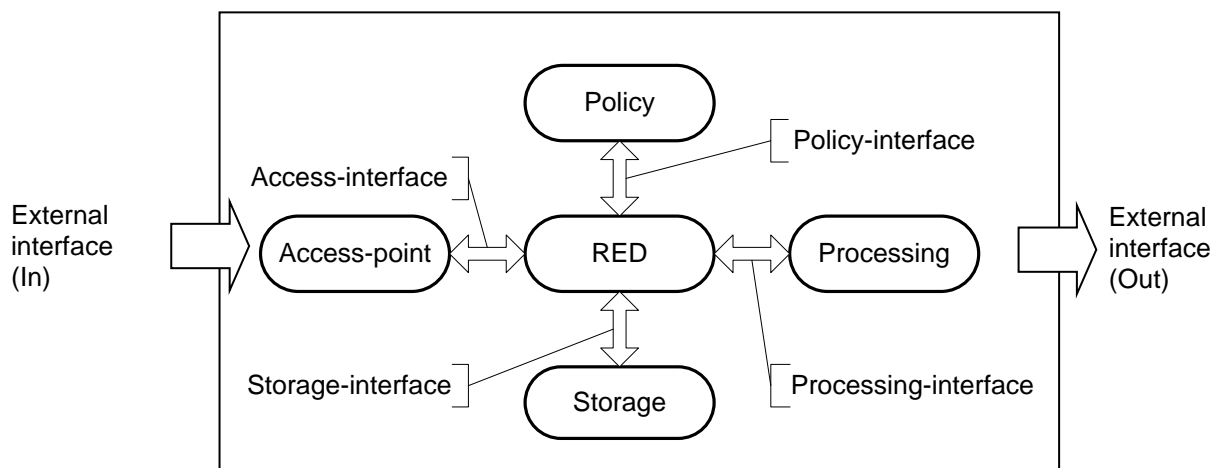 Policy
Policy-interface
Access-interface
External
interface
(In)
Access-point
RED
Processing
External
interface
(Out)
Storage-interface
Storage
Processing-interface